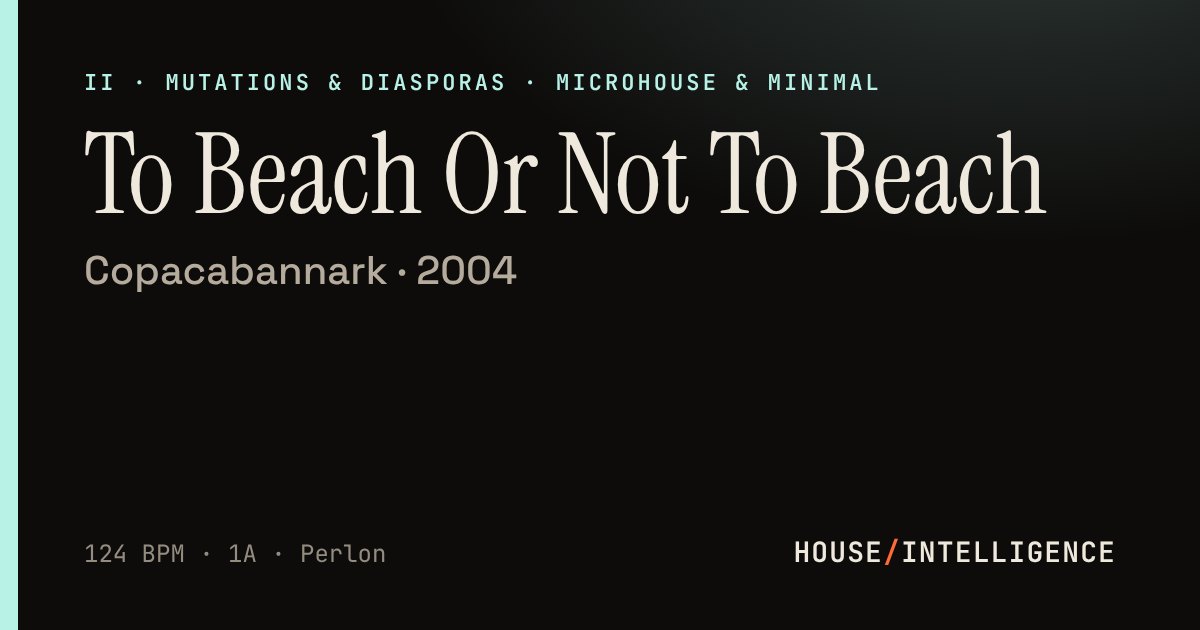 II · MUTATIONS & DIASPORAS · MICROHOUSE & MINIMAL
To Beach Or Not To Beach
Copacabannark · 2004
124 BPM · 1A · Perlon
HOUSE/INTELLIGENCE